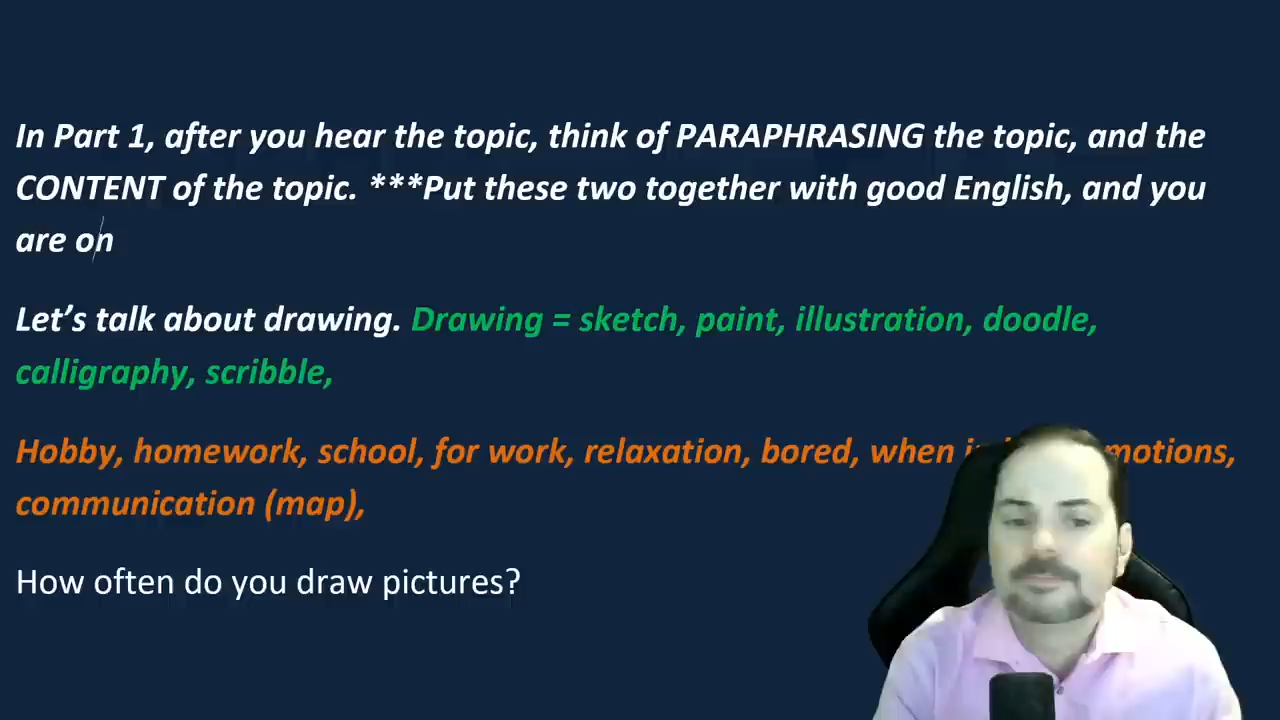 In Part 1, after you hear the topic, think of PARAPHRASING the topic, and the
CONTENT of the topic. ***Put these two together with good English, and you
are on
Let’s talk about drawing. Drawing = sketch, paint, illustration, doodle,
calligraphy, scribble,
Hobby, homework, school, for work, relaxation, bored, when
communication (map),
How often do you draw pictures?